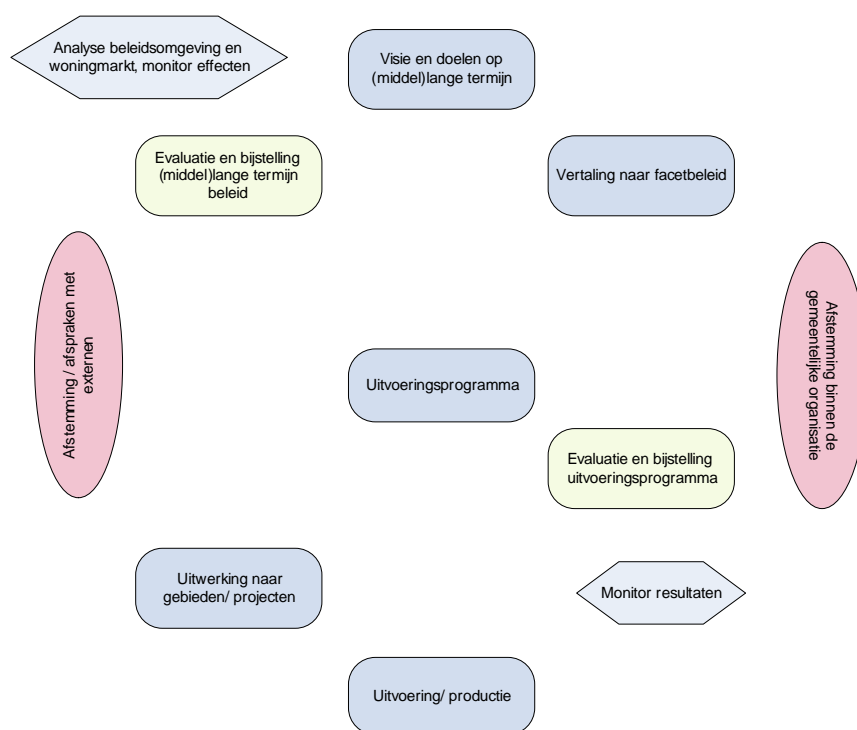 Analyse beleidsomgeving en
woningmarkt, monitor effecten
Visie en doelen op
(middel)lange termijn
Evaluatie en bijstelling
(middel)lange termijn
beleid
Vertaling naar facetbeleid
Afstemming / afspraken met
externen
Afstemming binnen de
gemeentelijke organisatie
Uitvoeringsprogramma
Evaluatie en bijstelling
uitvoeringsprogramma
Uitwerking naar
gebieden/ projecten
Monitor resultaten
Uitvoering/ productie